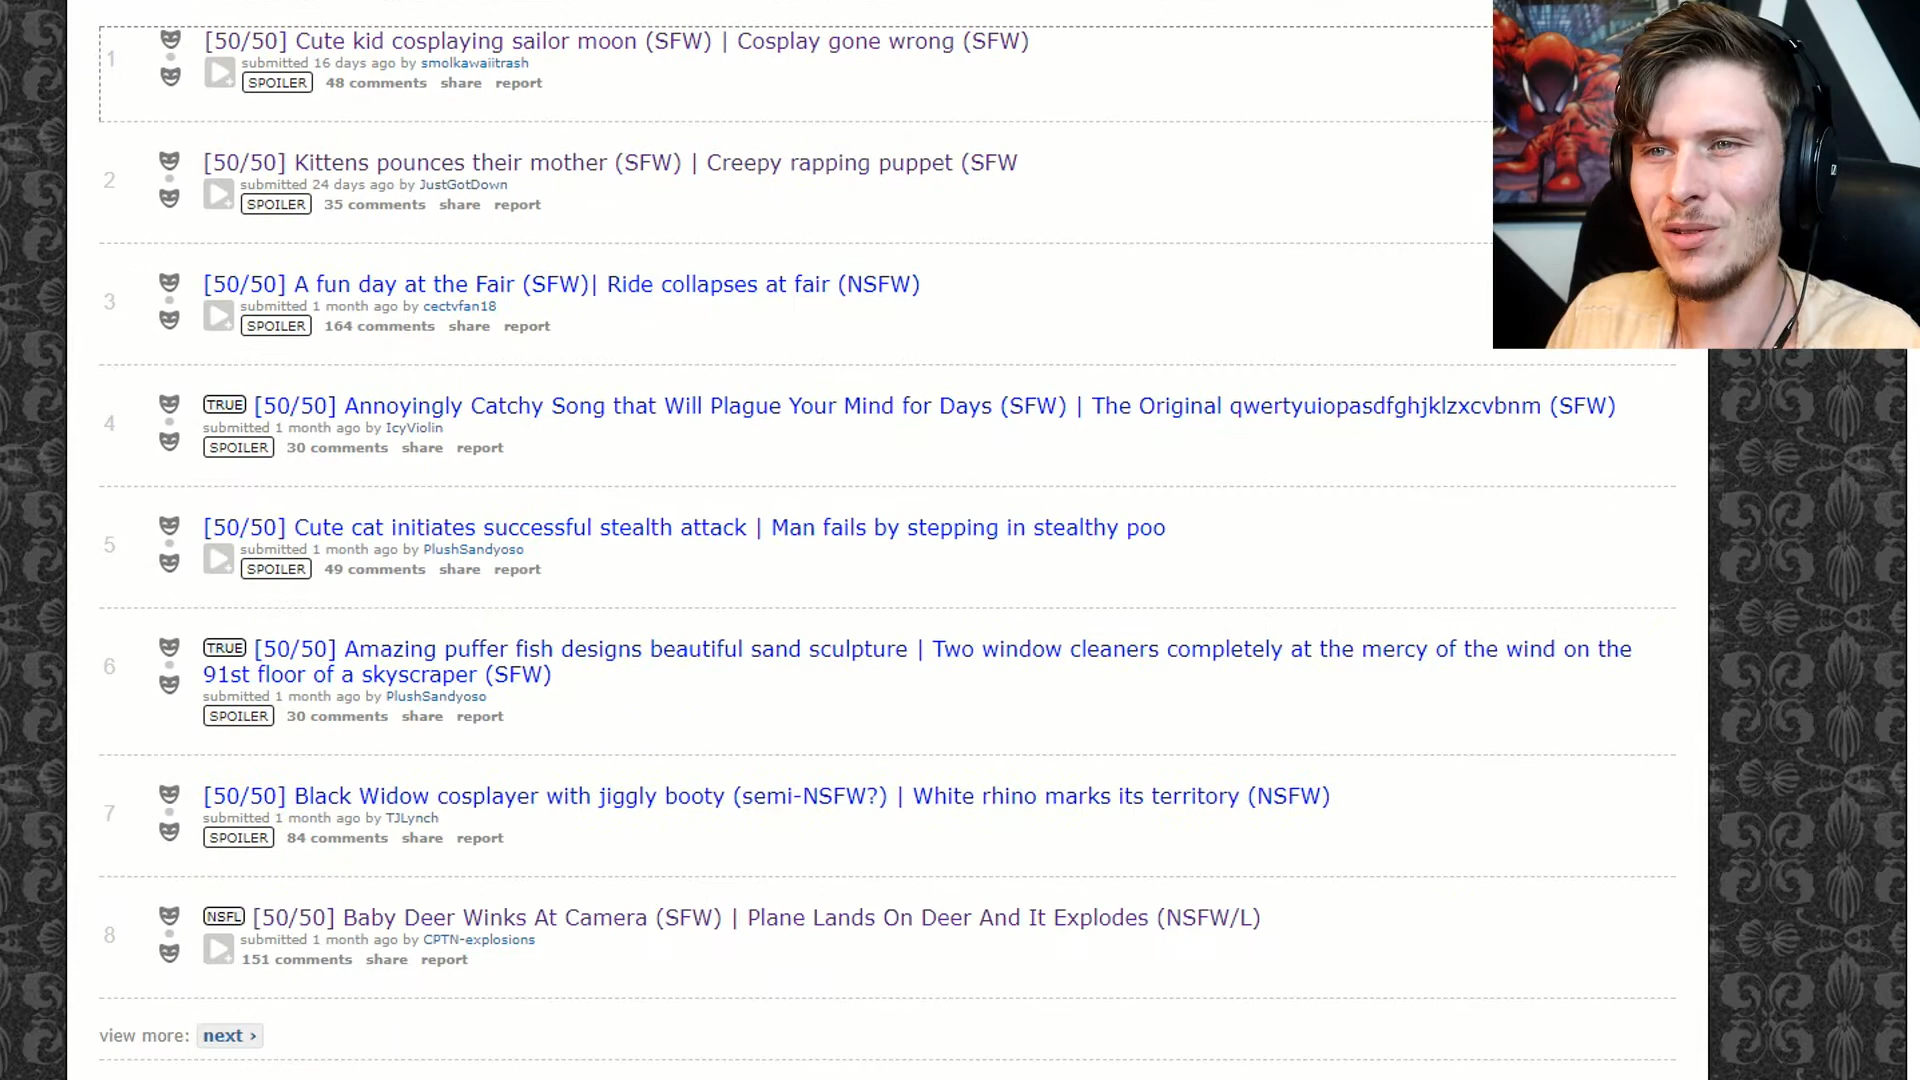 1
[50/50] Cute kid cosplaying sailor moon (SFW) | Cosplay gone wrong (SFW)
submitted 16 days ago by smolkawaiitrash
SPOILER 48 comments share report
2
[50/50] Kittens pounces their mother (SFW) | Creepy rapping puppet (SFW
submitted 24 days ago by JustGotDown
SPOILER 35 comments share report
3
[50/50] A fun day at the Fair (SFW)| Ride collapses at fair (NSFW)
submitted 1 month ago by cectvfan18
SPOILER 164 comments share report
4
TRUE [50/50] Annoyingly Catchy Song that Will Plague Your Mind for Days (SFW) | The Original qwertyuiopasdfghjklzxcvbnm (SFW)
submitted 1 month ago by IcyViolin
SPOILER 30 comments share report
5
[50/50] Cute cat initiates successful stealth attack | Man fails by stepping in stealthy poo
submitted 1 month ago by PlushSandyoso
SPOILER 49 comments share report
6
TRUE [50/50] Amazing puffer fish designs beautiful sand sculpture | Two window cleaners completely at the mercy of the wind on the
91st floor of a skyscraper (SFW)
submitted 1 month ago by PlushSandyoso
SPOILER 30 comments share report
7
[50/50] Black Widow cosplayer with jiggly booty (semi-NSFW?) | White rhino marks its territory (NSFW)
submitted 1 month ago by TJLynch
SPOILER 84 comments share report
8
NSFL [50/50] Baby Deer Winks At Camera (SFW) | Plane Lands On Deer And It Explodes (NSFW/L)
submitted 1 month ago by CPTN-explosions
151 comments share report
view more: next ›